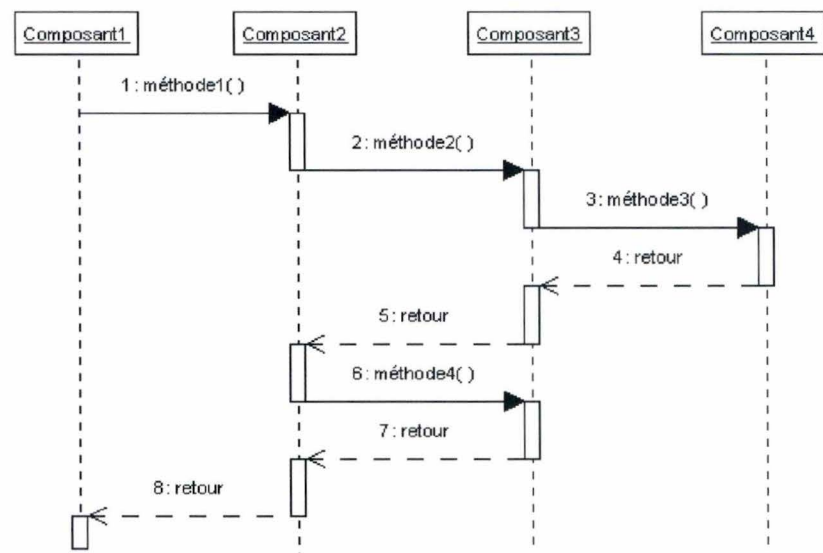 Composant1
Composant2
Composant3
Composant4
1 : méthode1( )
2 : méthode2( )
3 : méthode3( )
4 : retour
5 : retour
6 : méthode4( )
7 : retour
8 : retour